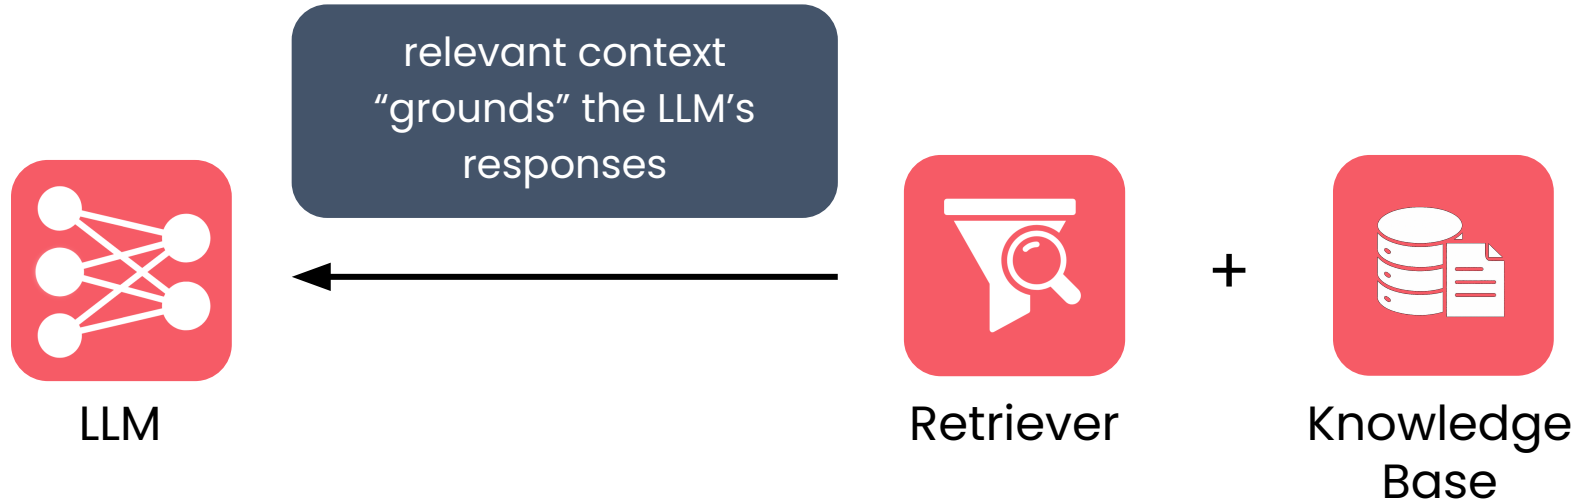 relevant context
“grounds” the LLM’s
responses
LLM
Retriever
+
Knowledge
Base